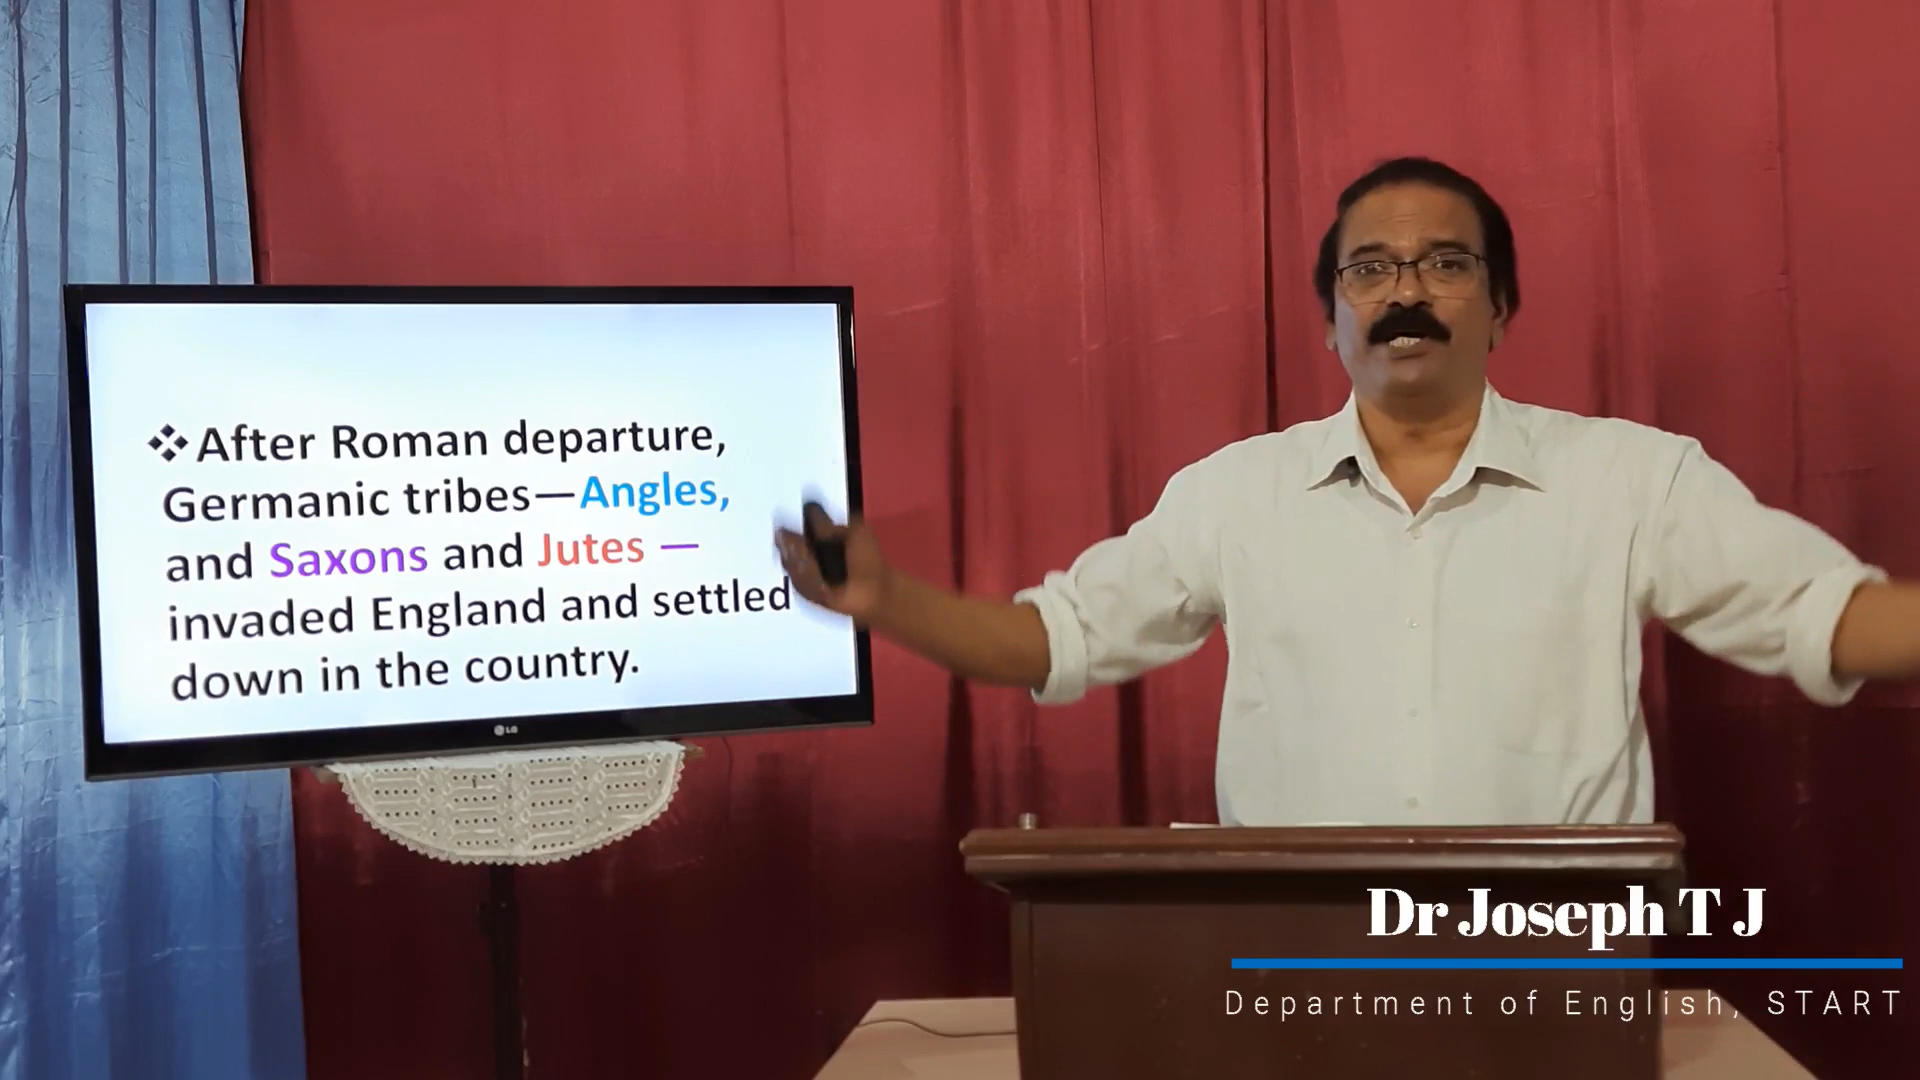 ❖After Roman departure,
Germanic tribes—Angles,
and Saxons and Jutes —
invaded England and settled
down in the country.
LG
Dr Joseph T J
Department of English, START